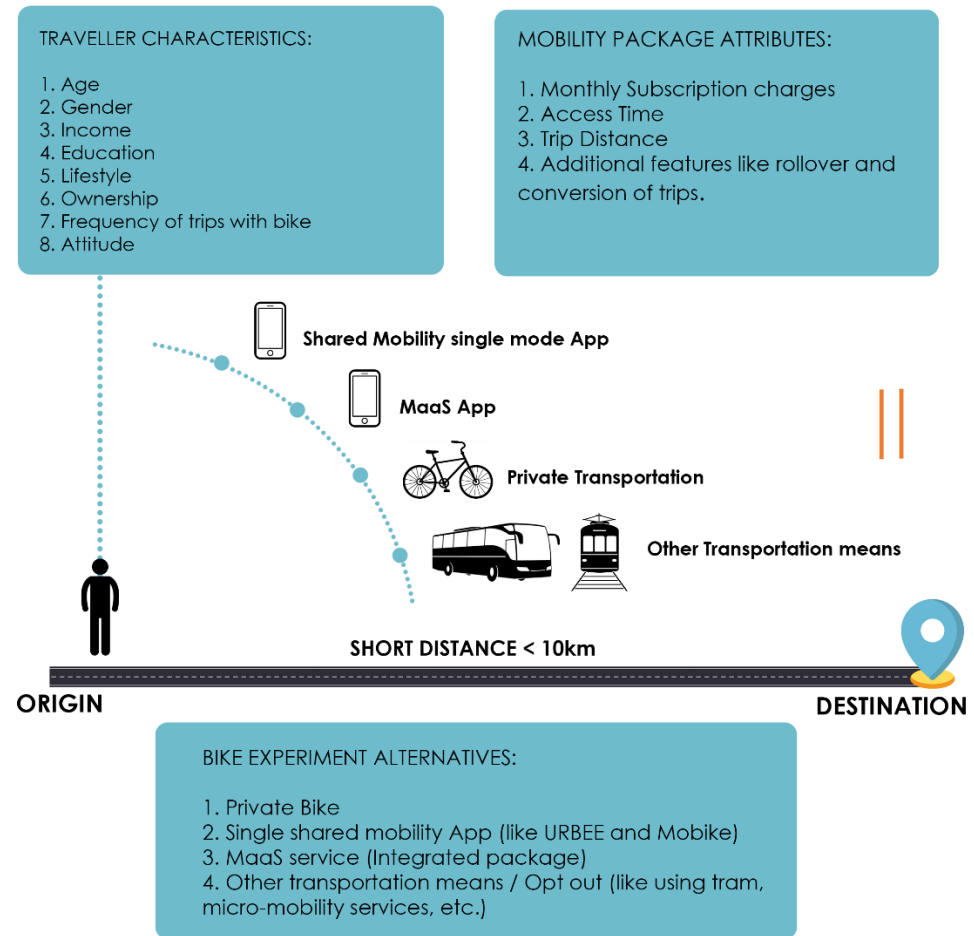 TRAVELLER CHARACTERISTICS:
1. Age
2. Gender
3. Income
4. Education
5. Lifestyle
6. Ownership
7. Frequency of trips with bike
8. Attitude
MOBILITY PACKAGE ATTRIBUTES:
1. Monthly Subscription charges
2. Access Time
3. Trip Distance
4. Additional features like rollover and
conversion of trips.
Shared Mobility single mode App
MaaS App
Private Transportation
Other Transportation means
SHORT DISTANCE < 10km
ORIGIN
DESTINATION
BIKE EXPERIMENT ALTERNATIVES:
1. Private Bike
2. Single shared mobility App (like URBEE and Mobike)
3. MaaS service (Integrated package)
4. Other transportation means / Opt out (like using tram,
micro-mobility services, etc.)